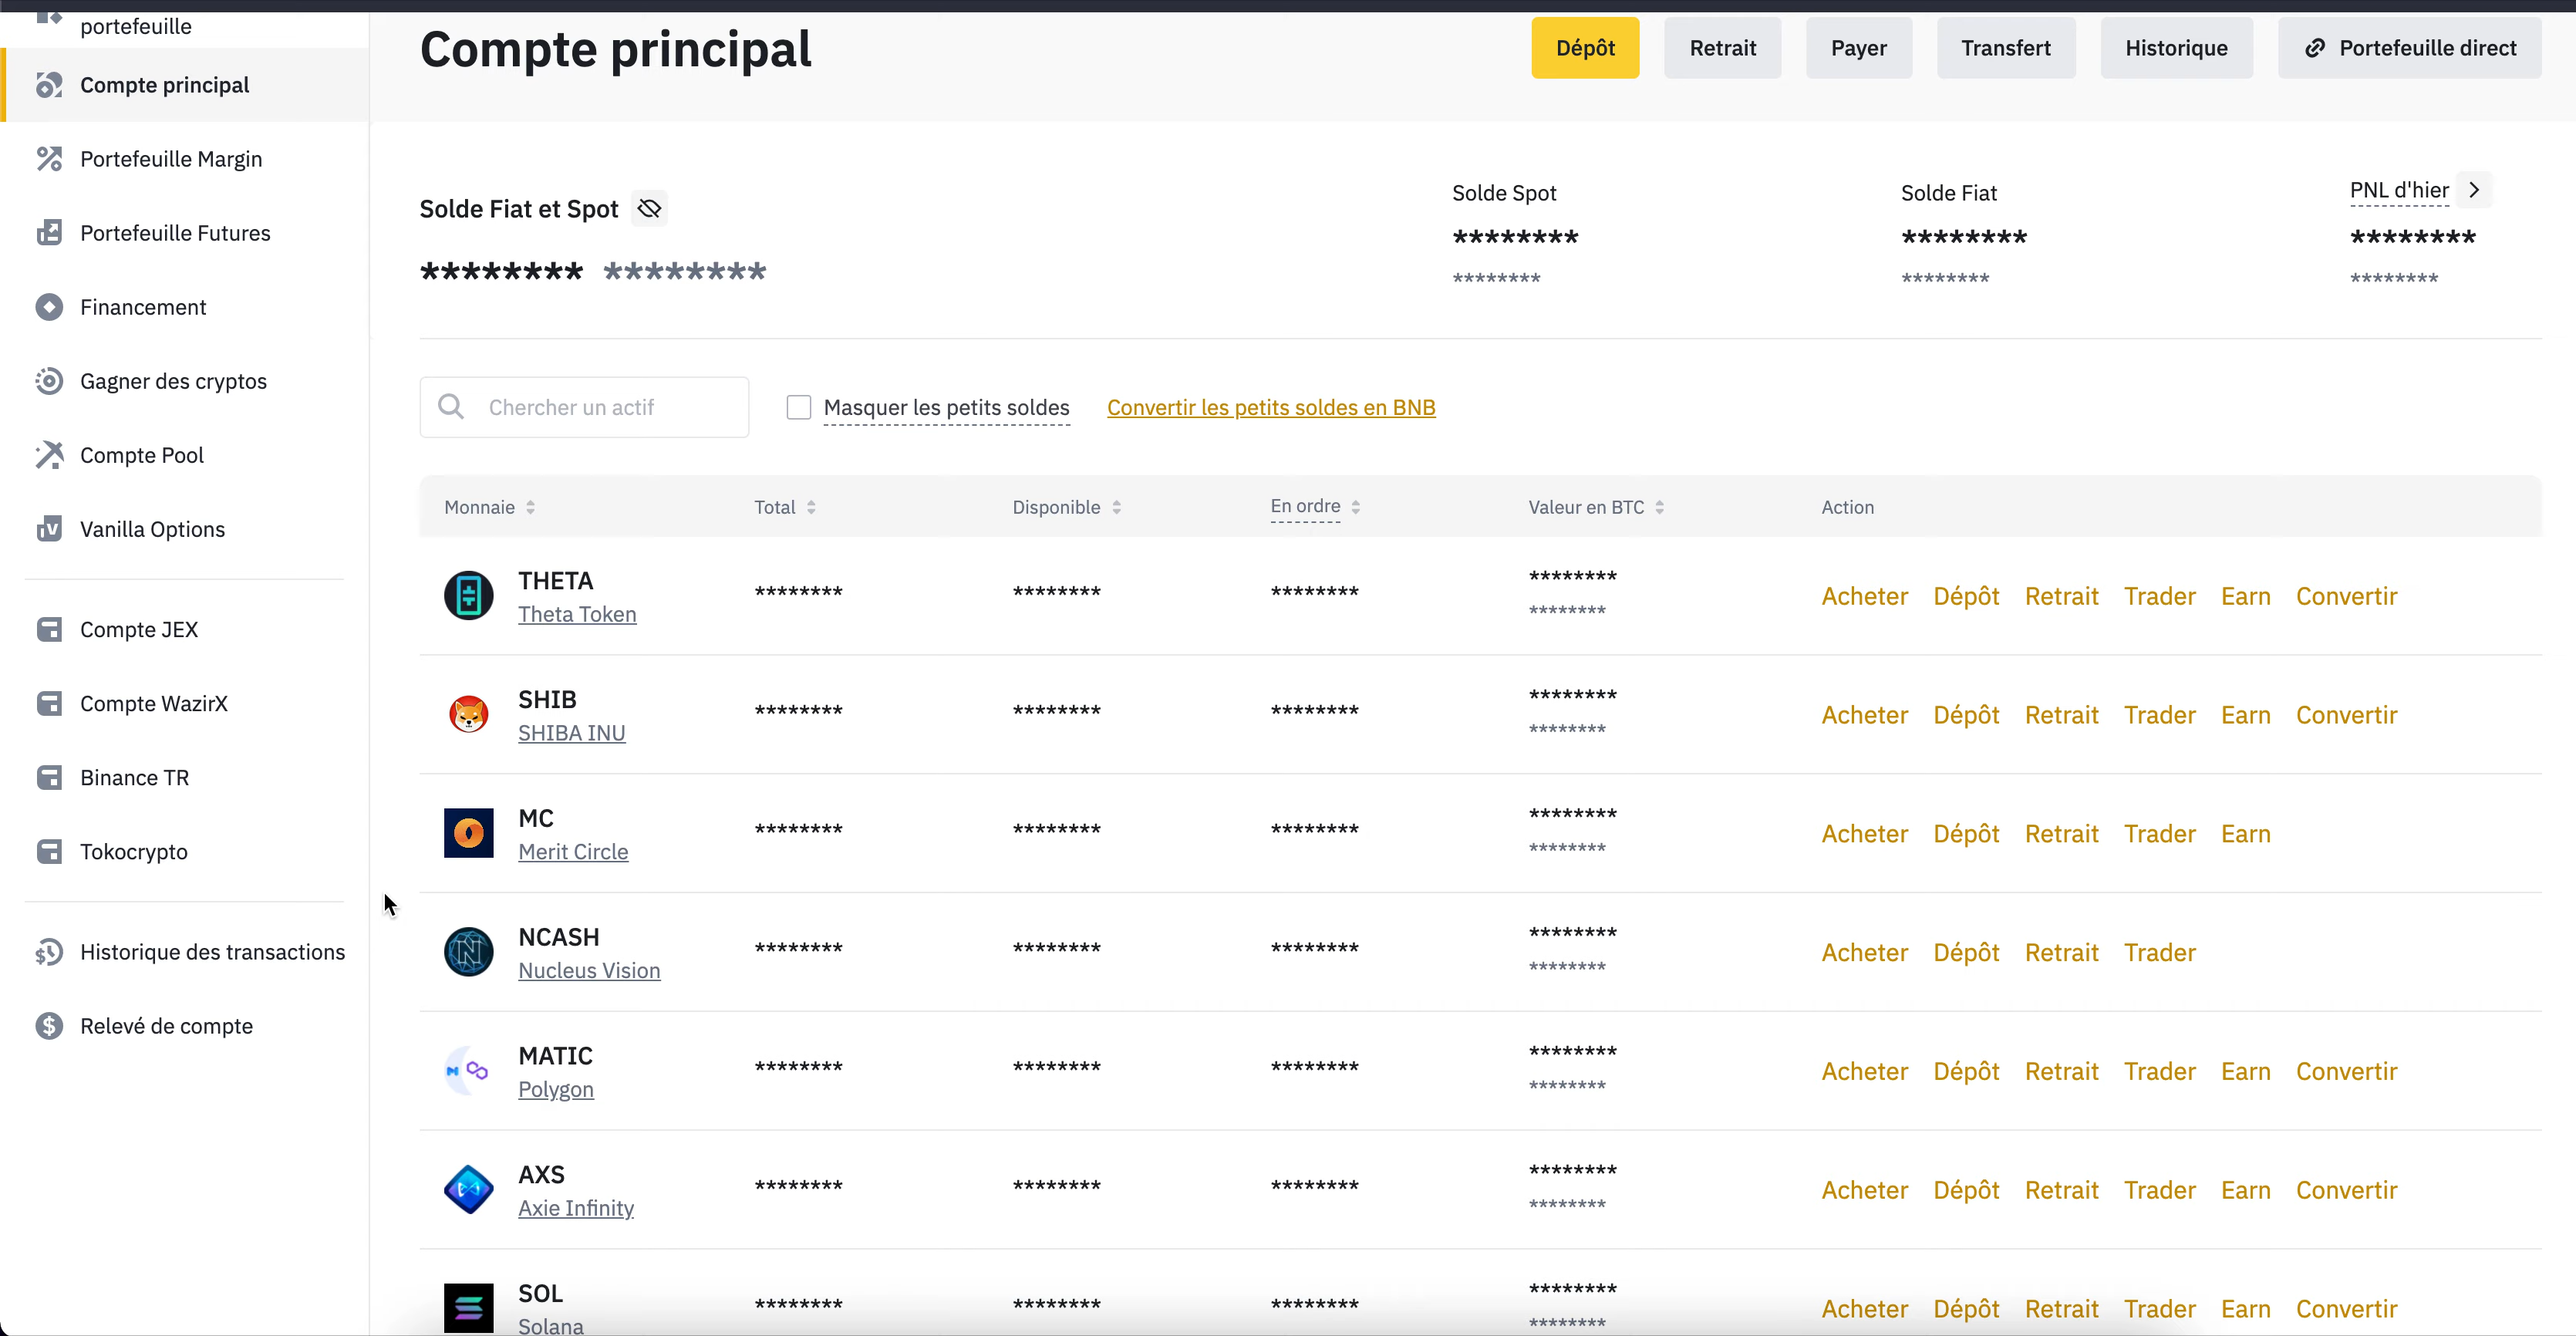 portefeuille
Compte principal
Portefeuille Margin
Portefeuille Futures
Financement
Gagner des cryptos
Compte Pool
Vanilla Options
Compte JEX
Compte WazirX
Binance TR
Tokocrypto
Historique des transactions
Relevé de compte
Compte principal
Dépôt Retrait Payer Transfert Historique Portefeuille direct
Solde Fiat et Spot
******** ********
Solde Spot
********
********
Solde Fiat
********
********
PNL d'hier
********
********
Chercher un actif Masquer les petits soldes Convertir les petits soldes en BNB
Monnaie Total Disponible En ordre Valeur en BTC Action
THETA
Theta Token
******** ******** ******** ********
********
Acheter Dépôt Retrait Trader Earn Convertir
SHIB
SHIBA INU
******** ******** ******** ********
********
Acheter Dépôt Retrait Trader Earn Convertir
MC
Merit Circle
******** ******** ******** ********
********
Acheter Dépôt Retrait Trader Earn
NCASH
Nucleus Vision
******** ******** ******** ********
********
Acheter Dépôt Retrait Trader
MATIC
Polygon
******** ******** ******** ********
********
Acheter Dépôt Retrait Trader Earn Convertir
AXS
Axie Infinity
******** ******** ******** ********
********
Acheter Dépôt Retrait Trader Earn Convertir
SOL
Solana
******** ******** ******** ********
********
Acheter Dépôt Retrait Trader Earn Convertir